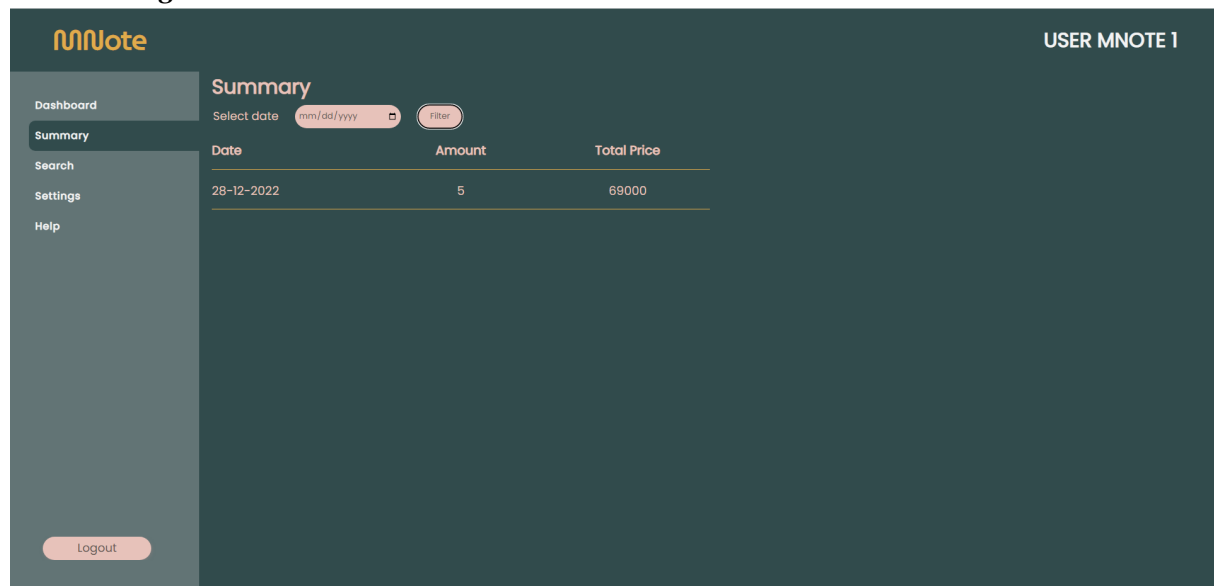 MNote
USER MNOTE 1
Dashboard
Summary
Search
Settings
Help
Logout
Summary
Select date mm/dd/yyyy Filter
Date Amount Total Price
28-12-2022 5 69000